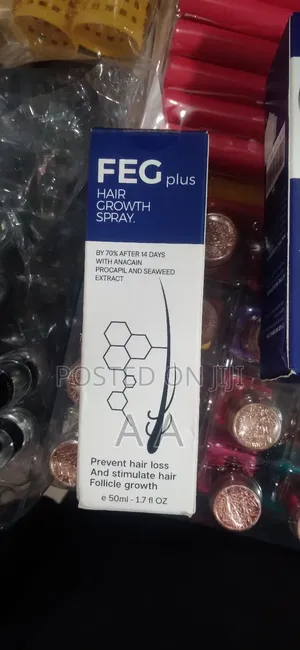 FEG plus
HAIR
GROWTH
SPRAY.
BY 70% AFTER 14 DAYS
WITH ANACAIN
PROCAPIL AND SEAWEED
EXTRACT
POSTED ON JIJI
A A
Prevent hair loss
And stimulate hair
Follicle growth
e 50ml - 1.7 fl OZ